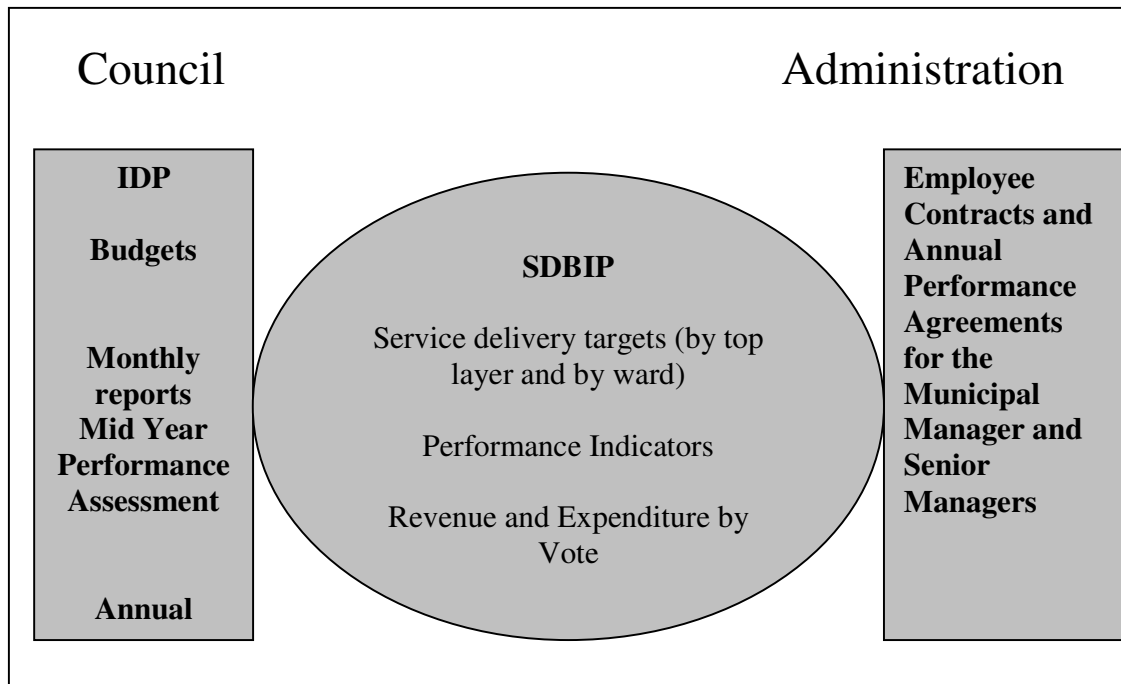 Council
Administration
IDP
Budgets
Monthly
reports
Mid Year
Performance
Assessment
Annual
SDBIP
Service delivery targets (by top
layer and by ward)
Performance Indicators
Revenue and Expenditure by
Vote
Employee
Contracts and
Annual
Performance
Agreements
for the
Municipal
Manager and
Senior
Managers